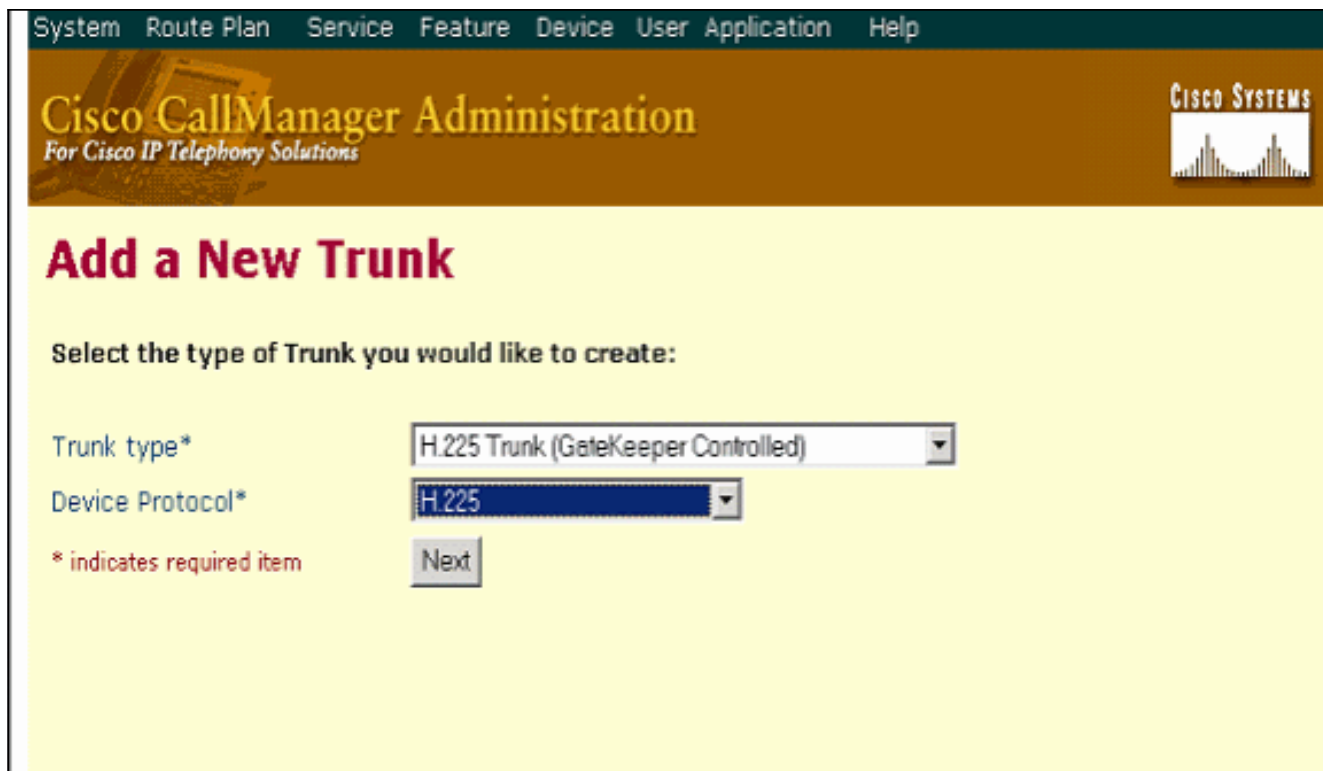 System Route Plan Service Feature Device User Application Help
Cisco CallManager Administration
For Cisco IP Telephony Solutions
CISCO SYSTEMS
Add a New Trunk
Select the type of Trunk you would like to create:
Trunk type* H.225 Trunk (GateKeeper Controlled)
Device Protocol* H.225
* indicates required item Next